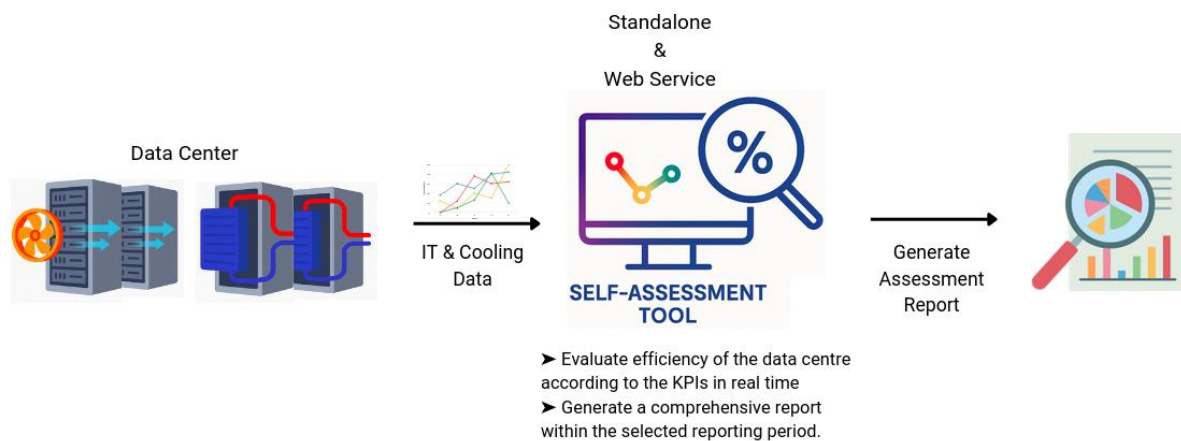 Standalone
&
Web Service
Data Center
%
IT & Cooling
Data
SELF-ASSESSMENT
TOOL
Generate
Assessment
Report
➤ Evaluate efficiency of the data centre
according to the KPIs in real time
➤ Generate a comprehensive report
within the selected reporting period.